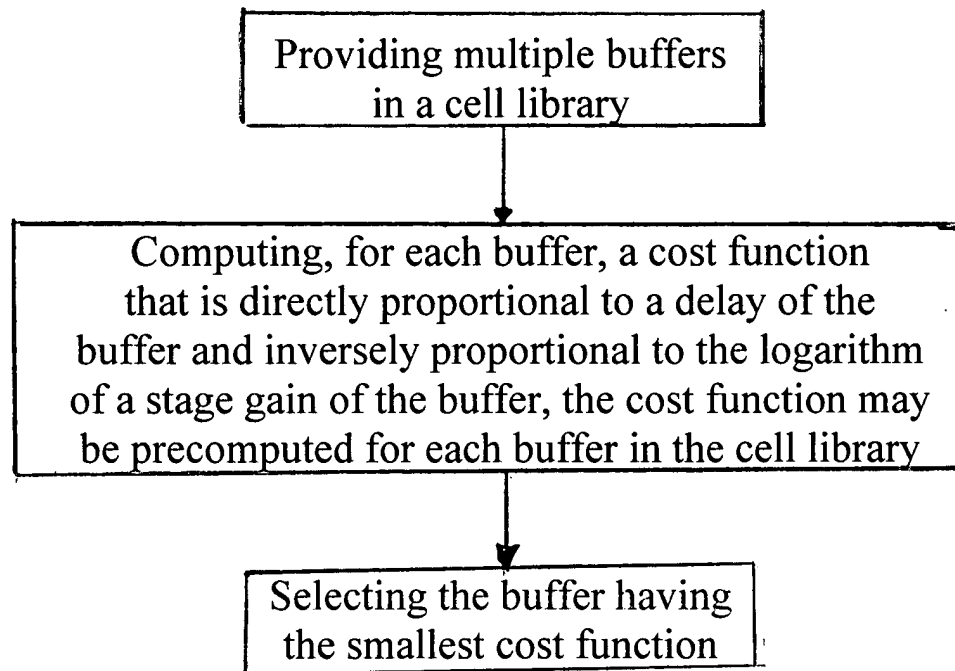 Providing multiple buffers
in a cell library
Computing, for each buffer, a cost function
that is directly proportional to a delay of the
buffer and inversely proportional to the logarithm
of a stage gain of the buffer, the cost function may
be precomputed for each buffer in the cell library
Selecting the buffer having
the smallest cost function